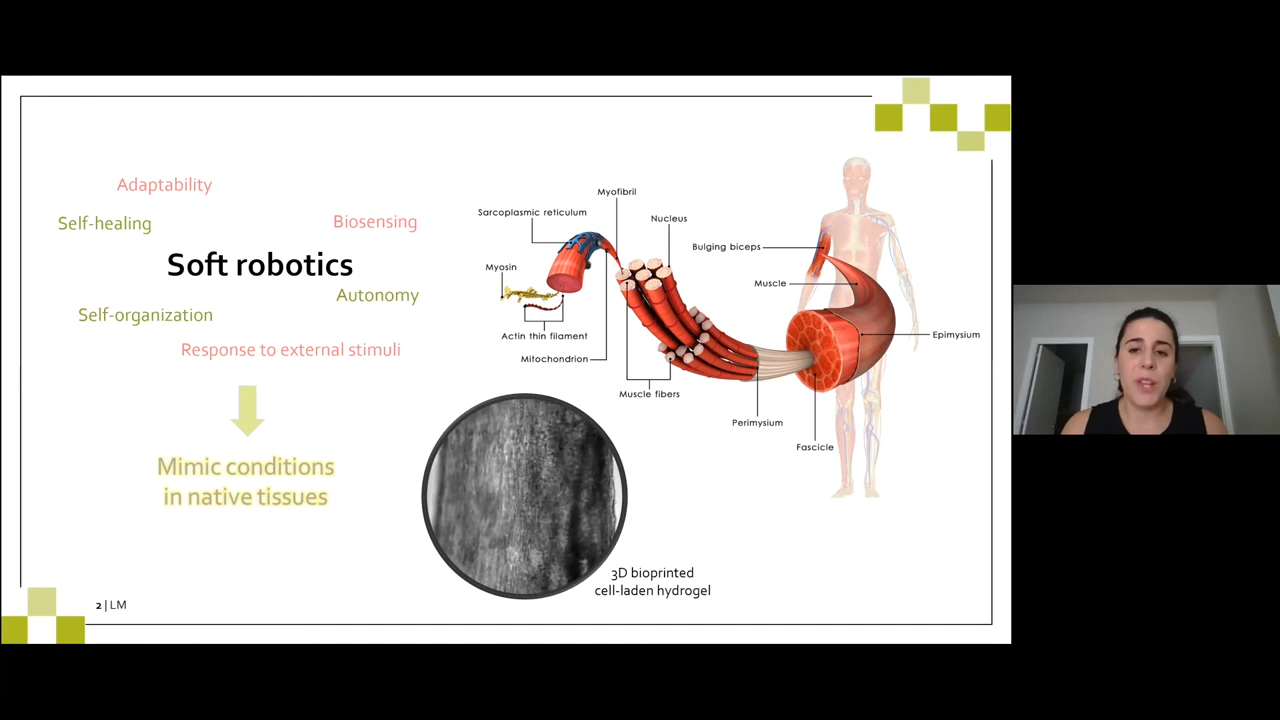 Adaptability
Self-healing
Biosensing
Soft robotics
Autonomy
Self-organization
Response to external stimuli
Mimic conditions
in native tissues
Myofibril
Sarcoplasmic reticulum
Nucleus
Bulging biceps
Myosin
Muscle
Actin thin filament
Epimysium
Mitochondrion
Muscle fibers
Perimysium
Fascicle
3D bioprinted
cell-laden hydrogel
2 | LM